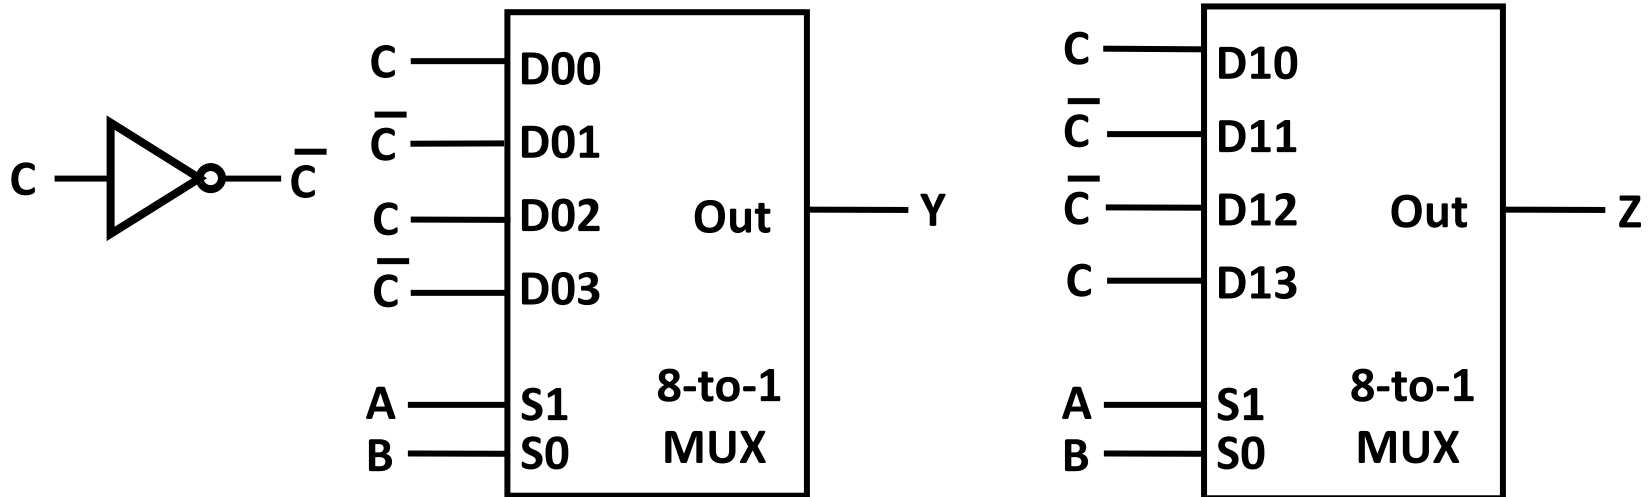 C
C̅
C
C̅
C
C̅
D00
D01
D02
D03
Out
Y
A
B
S1
S0
8-to-1
MUX
C
C̅
C̅
C
D10
D11
D12
D13
Out
Z
A
B
S1
S0
8-to-1
MUX